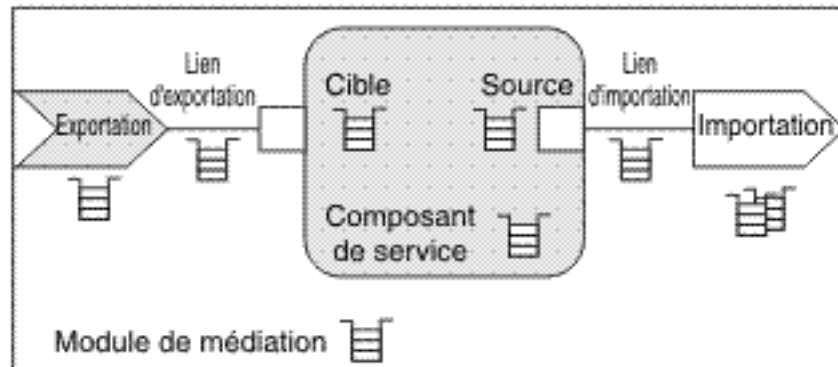 Lien
d'exportation
Cible
Source
Lien
d'importation
Exportation
Importation
Composant
de service
Module de médiation